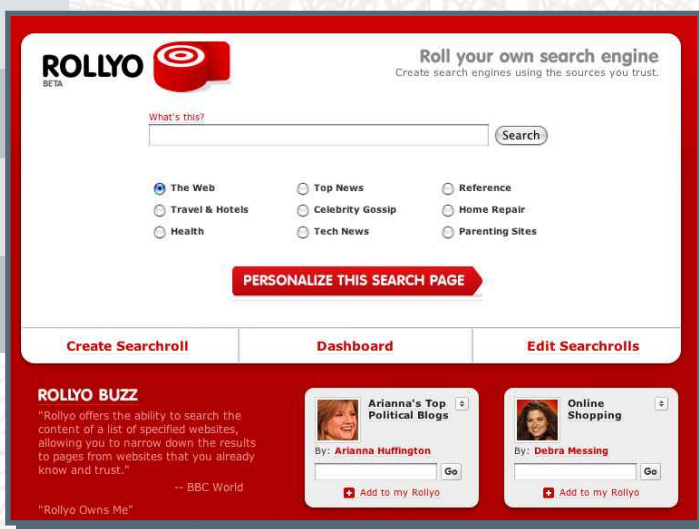 ROLLYO
BETA
Roll your own search engine
Create search engines using the sources you trust.
What's this?
Search
The Web
Top News
Reference
Travel & Hotels
Celebrity Gossip
Home Repair
Health
Tech News
Parenting Sites
PERSONALIZE THIS SEARCH PAGE
Create Searchroll
Dashboard
Edit Searchrolls
ROLLYO BUZZ
"Rollyo offers the ability to search the
content of a list of specified websites,
allowing you to narrow down the results
to pages from websites that you already
know and trust."
-- BBC World
"Rollyo Owns Me"
Arianna's Top
Political Blogs
By: Arianna Huffington
Go
Add to my Rollyo
Online
Shopping
By: Debra Messing
Go
Add to my Rollyo